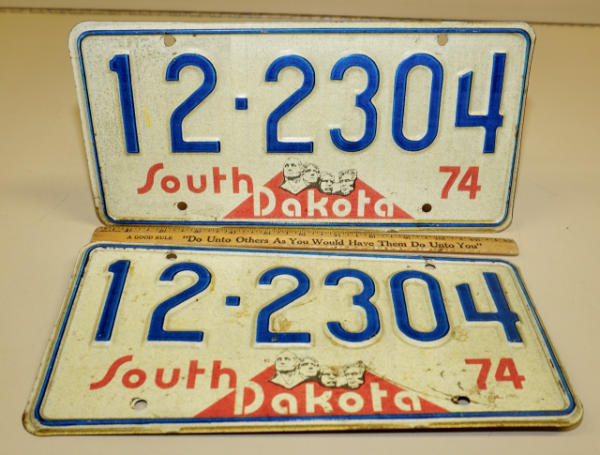 12·2304
South Dakota 74
A GOOD RULE "Do Unto Others As You Would Have Them Do Unto You"
12·2304
South Dakota 74